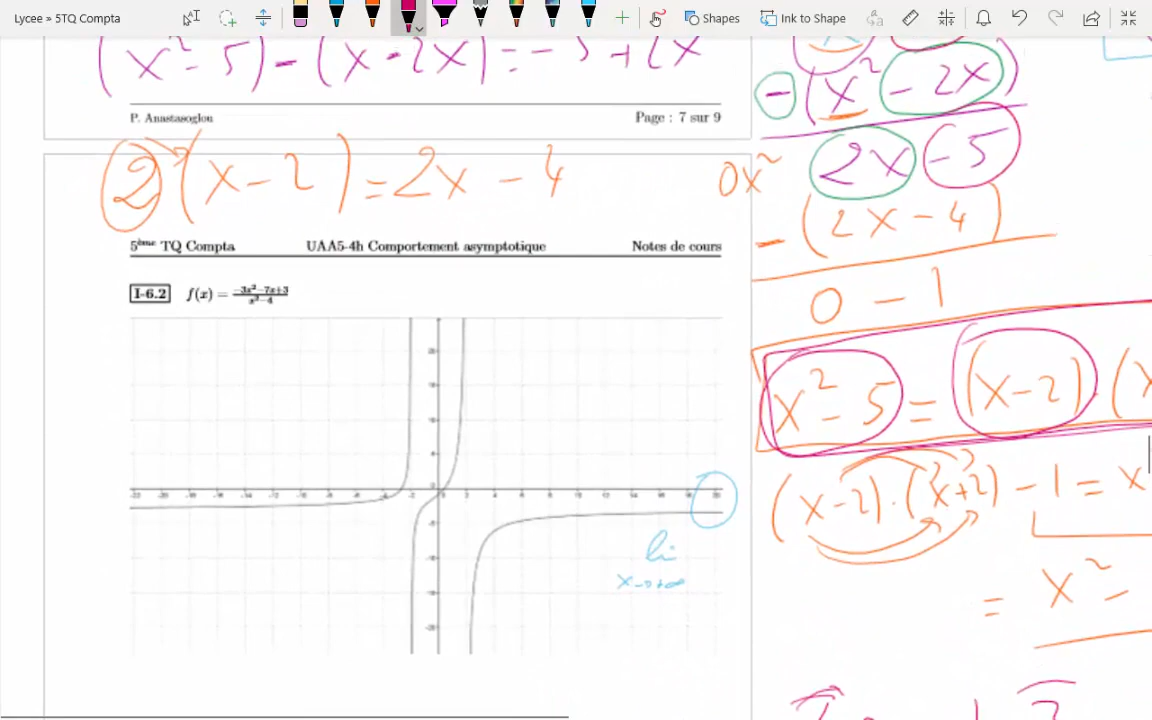 Lycee » 5TQ Compta
Shapes
Ink to Shape
(x² - 5) - (x - 2x) = - 5 + 2x
P. Anastasoglou
Page : 7 sur 9
2 (x - 2) = 2x - 4
5ème TQ Compta
UAA5-4h Comportement asymptotique
Notes de cours
I-6.2
f(x) = (-3x²-7x+3)/(x²-4)
lim
x→+∞
- (x² - 2x)
0x²
2x - 5
- (2x - 4)
0 - 1
x² - 5 = (x - 2) (x
(x - 2) · (x + 2) - 1 = x
= x² -